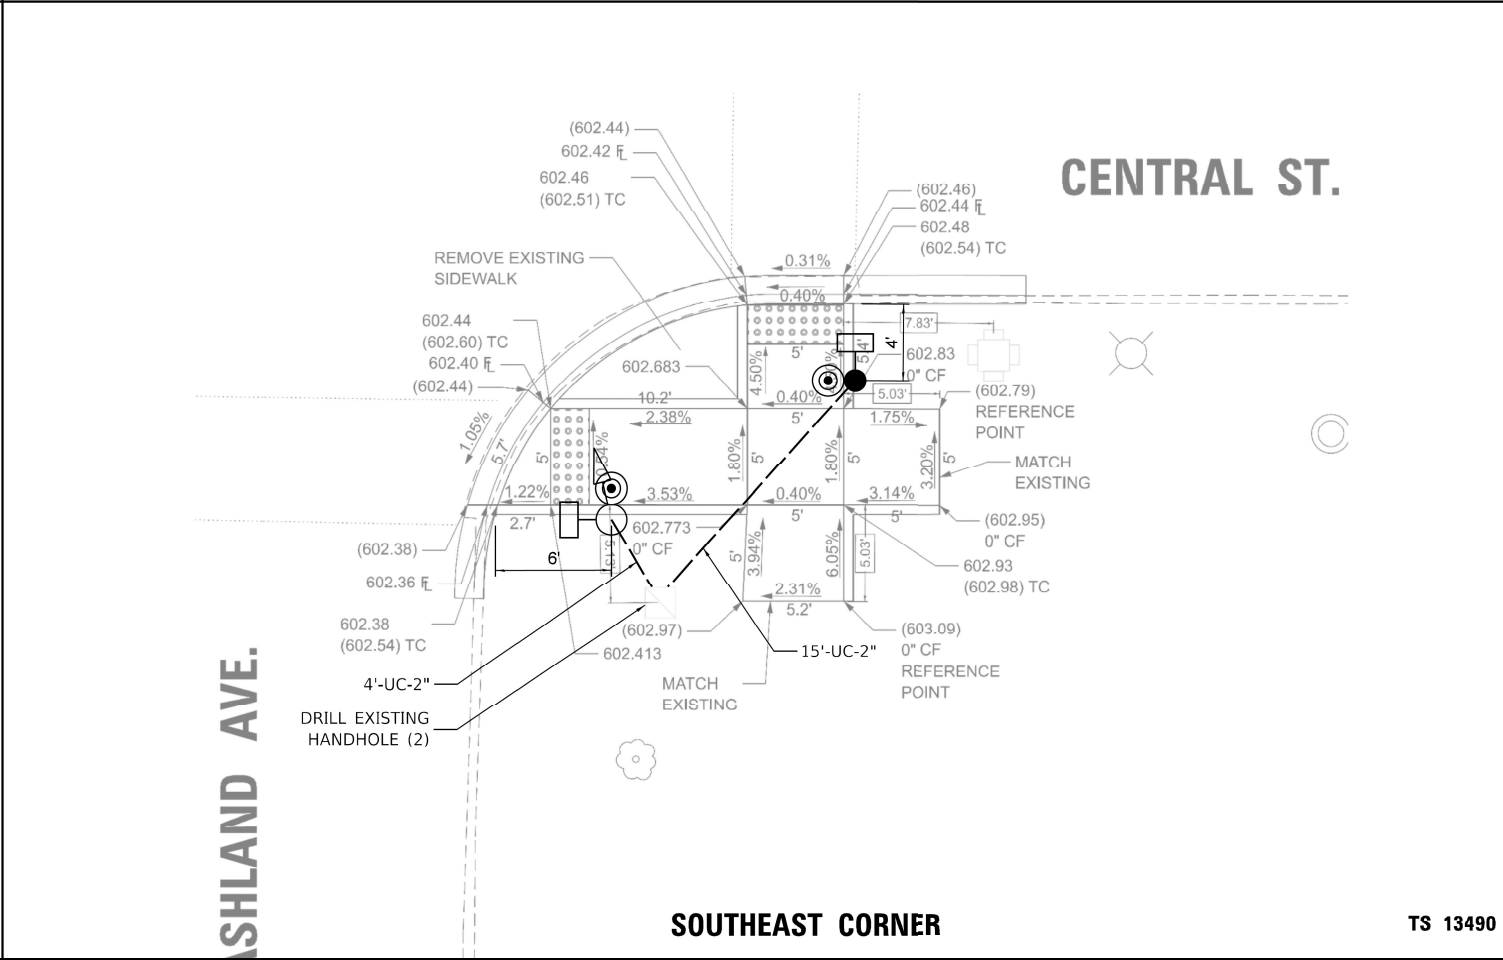 (602.44)
602.42 FL
602.46
(602.51) TC
CENTRAL ST.
(602.46)
602.44 FL
602.48
(602.54) TC
REMOVE EXISTING
SIDEWALK
0.31%
0.40%
602.44
(602.60) TC
602.40 FL
(602.44)
7.83'
4'
602.683
5'
4.50%
602.83
0" CF
5.03'
(602.79)
REFERENCE
POINT
10.2'
0.40%
2.38%
5'
1.75%
1.05%
5.7'
5'
1.80%
5'
1.80%
5'
3.20%
5'
MATCH
EXISTING
1.22%
3.53%
0.40%
3.14%
2.7'
5'
5'
602.773
0" CF
(602.95)
0" CF
(602.38)
6'
5.13'
5'
3.94%
6.05%
5.03'
602.93
(602.98) TC
602.36 FL
2.31%
5.2'
602.38
(602.54) TC
(602.97)
(603.09)
0" CF
REFERENCE
POINT
602.413
15'-UC-2"
4'-UC-2"
MATCH
EXISTING
DRILL EXISTING
HANDHOLE (2)
ASHLAND AVE.
SOUTHEAST CORNER
TS 13490